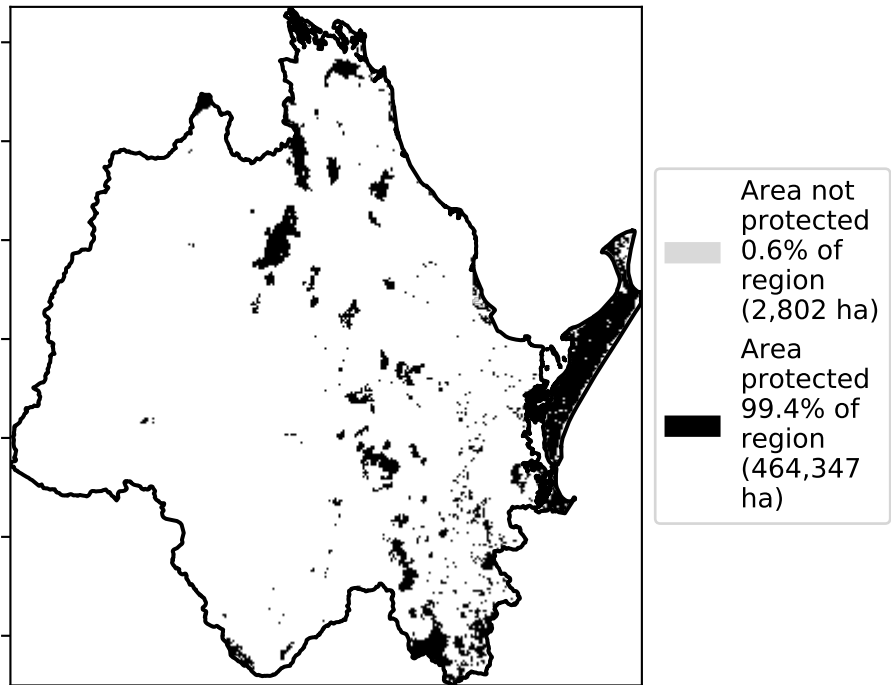 Area not
protected
0.6% of
region
(2,802 ha)
Area
protected
99.4% of
region
(464,347
ha)